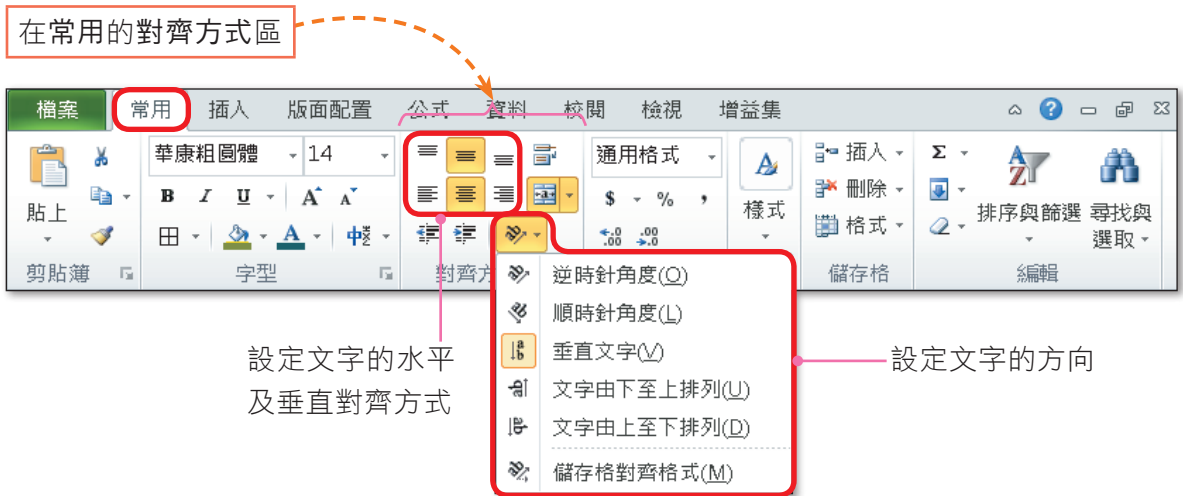 在常用的對齊方式區
檔案 常用 插入 版面配置 公式 資料 校閱 檢視 增益集
華康粗圓體 14 通用格式 插入 Σ
貼上 B I U A A $ % , 樣式 刪除 排序與篩選 尋找與選取
A 中 .0 .00 .00 .0 格式
剪貼簿 字型 對齊方 儲存格 編輯
逆時針角度(O)
順時針角度(L)
垂直文字(V)
文字由下至上排列(U)
文字由上至下排列(D)
儲存格對齊格式(M)
設定文字的水平
及垂直對齊方式
設定文字的方向